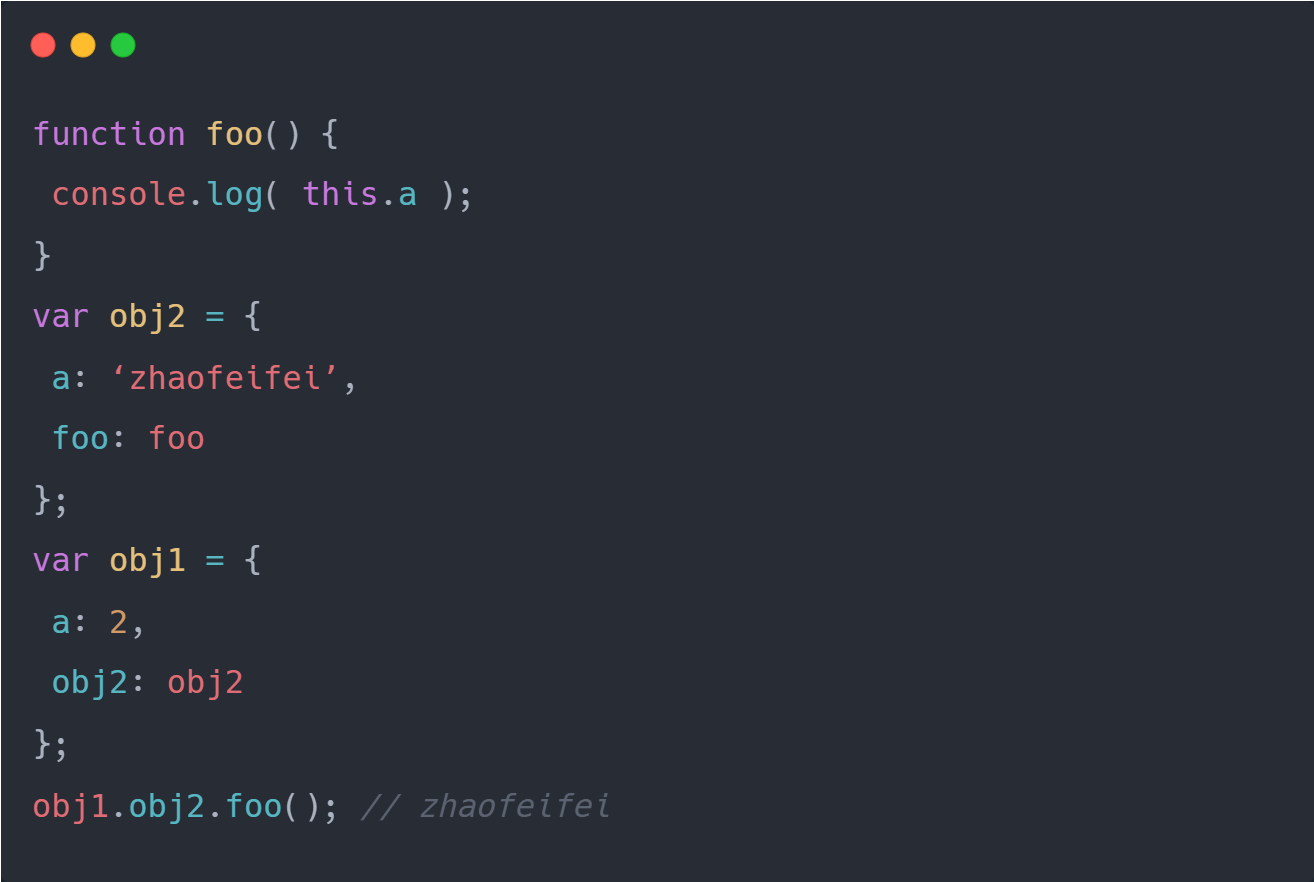 function foo() {
 console.log( this.a );
}
var obj2 = {
 a: ‘zhaofeifei’,
 foo: foo
};
var obj1 = {
 a: 2,
 obj2: obj2
};
obj1.obj2.foo(); // zhaofeifei